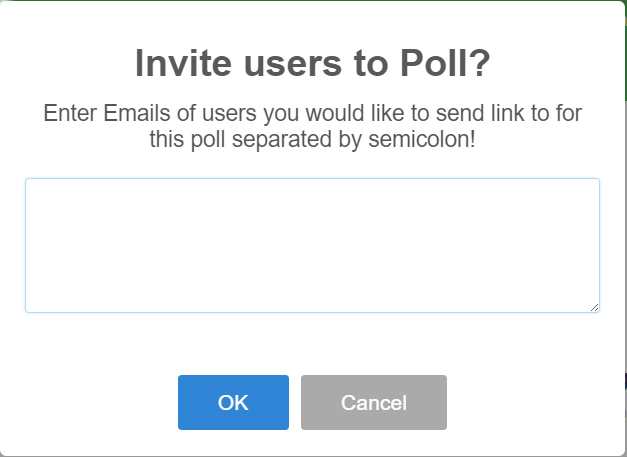 Invite users to Poll?
Enter Emails of users you would like to send link to for
this poll separated by semicolon!
OK
Cancel